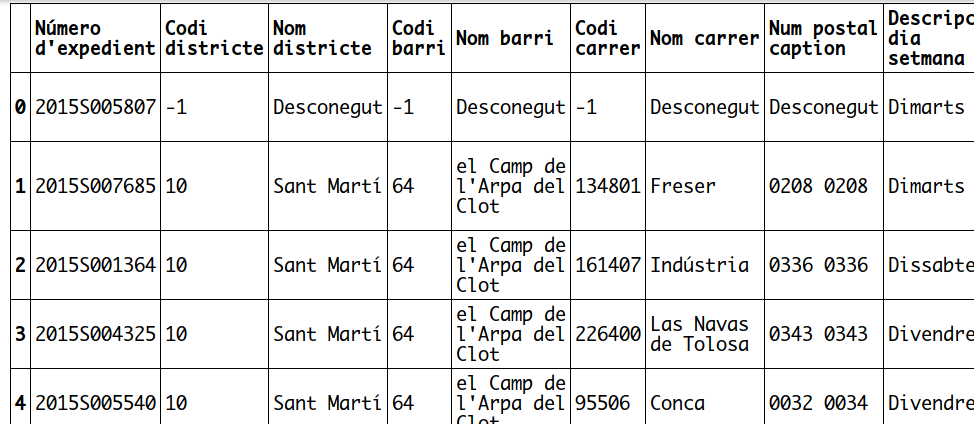 Número d'expedient Codi districte Nom districte Codi barri Nom barri Codi carrer Nom carrer Num postal caption Descripc dia setmana
0 2015S005807 -1 Desconegut -1 Desconegut -1 Desconegut Desconegut Dimarts
1 2015S007685 10 Sant Martí 64 el Camp de l'Arpa del Clot 134801 Freser 0208 0208 Dimarts
2 2015S001364 10 Sant Martí 64 el Camp de l'Arpa del Clot 161407 Indústria 0336 0336 Dissabte
3 2015S004325 10 Sant Martí 64 el Camp de l'Arpa del Clot 226400 Las Navas de Tolosa 0343 0343 Divendre
4 2015S005540 10 Sant Martí 64 el Camp de l'Arpa del Clot 95506 Conca 0032 0034 Divendre